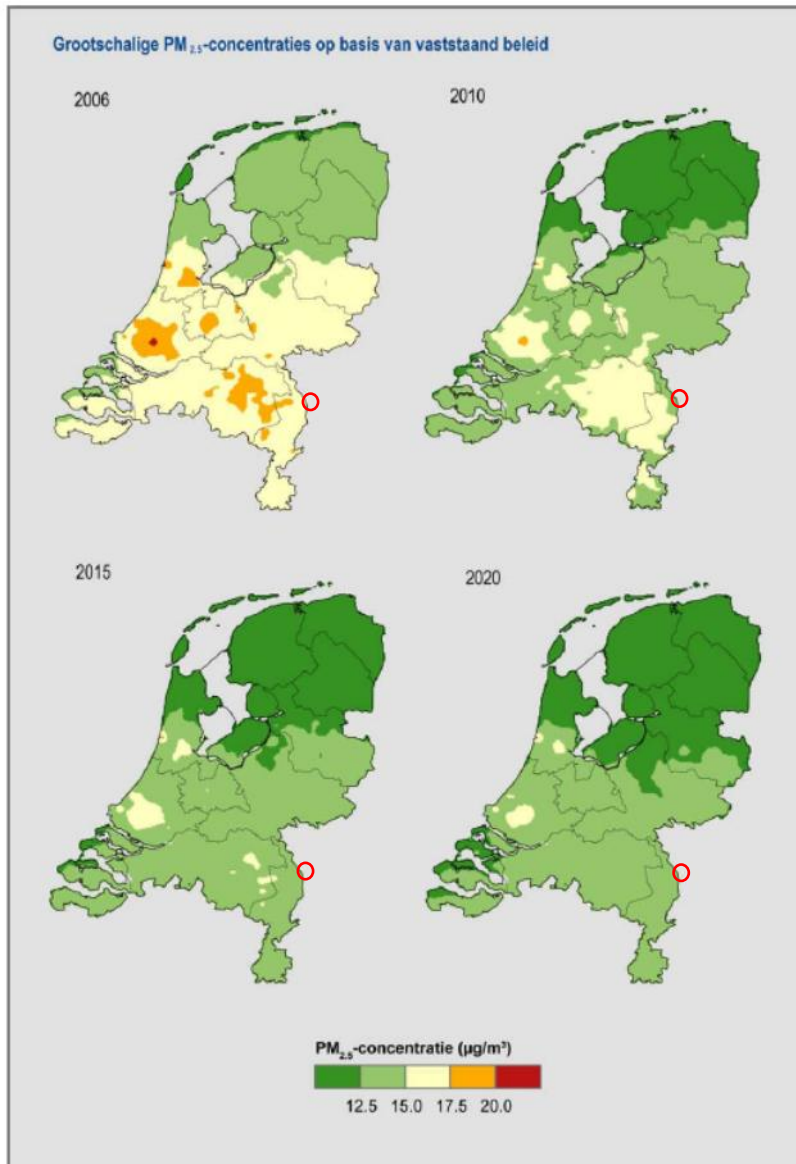 Grootschalige PM2.5-concentraties op basis van vaststaand beleid
2006
2010
2015
2020
PM2.5-concentratie (µg/m³)
12.5 15.0 17.5 20.0